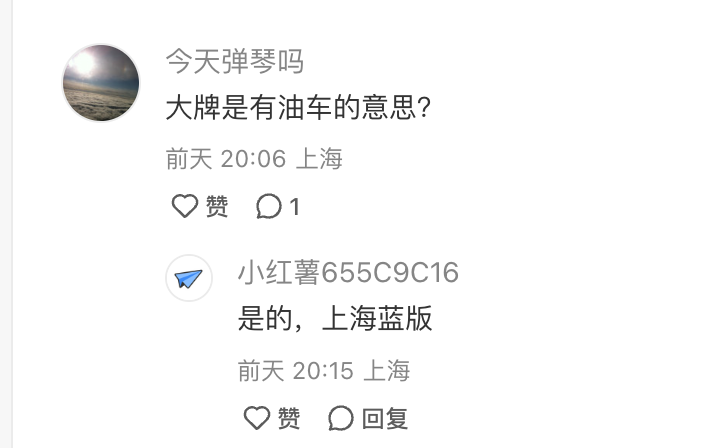 今天弹琴吗
大牌是有油车的意思？
前天 20:06 上海
赞 1
小红薯655C9C16
是的，上海蓝版
前天 20:15 上海
赞 回复